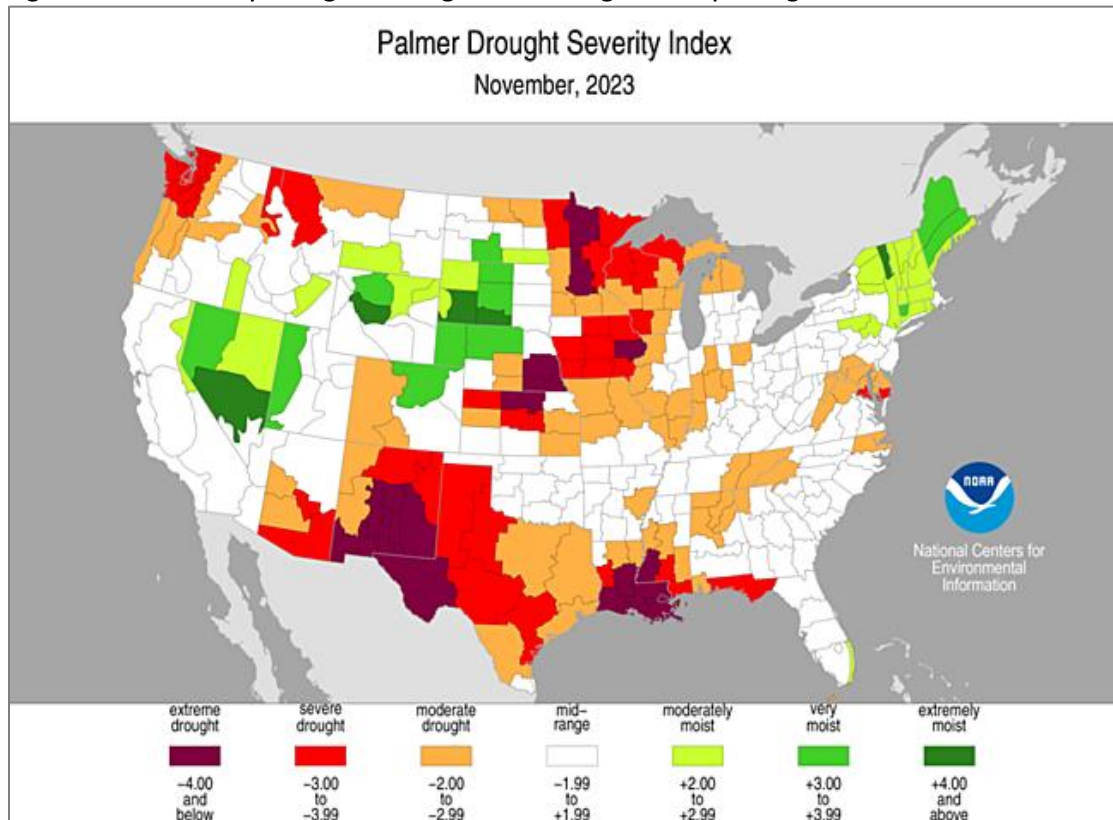 Palmer Drought Severity Index
November, 2023
NOAA
National Centers for
Environmental
Information
extreme drought
severe drought
moderate drought
mid–range
moderately moist
very moist
extremely moist
–4.00 and below
–3.00 to –3.99
–2.00 to –2.99
–1.99 to +1.99
+2.00 to +2.99
+3.00 to +3.99
+4.00 and above